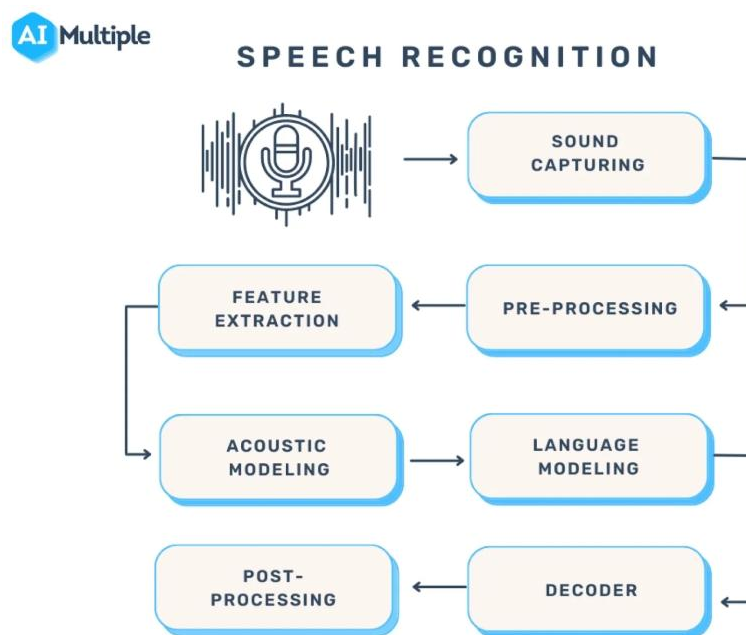 AI Multiple
SPEECH RECOGNITION
SOUND
CAPTURING
PRE-PROCESSING
FEATURE
EXTRACTION
ACOUSTIC
MODELING
LANGUAGE
MODELING
DECODER
POST-
PROCESSING